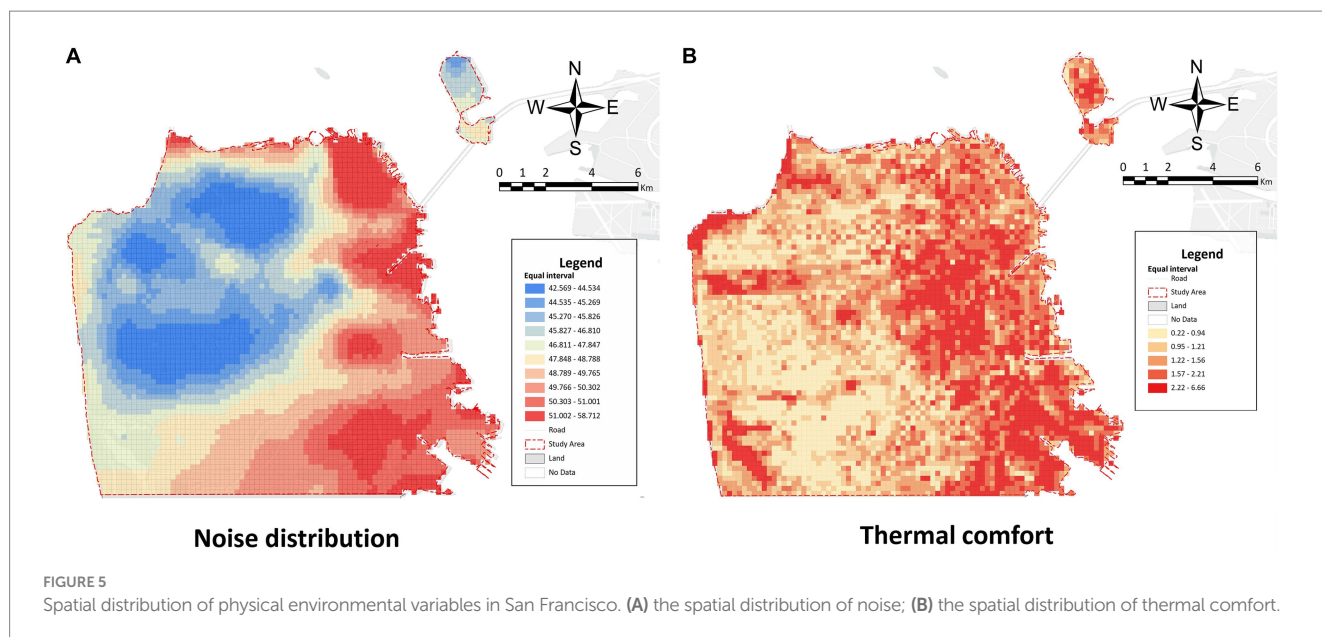 A
N
W E
S
0 2 4 6
Km
Legend
Equal interval
42.569 - 44.534
44.535 - 45.269
45.270 - 45.826
45.827 - 46.810
46.811 - 47.847
47.848 - 48.788
48.789 - 49.765
49.766 - 50.302
50.303 - 51.001
51.002 - 58.712
Road
Study Area
Land
No Data
Noise distribution
B
N
W E
S
0 2 4 6
Km
Legend
Equal interval
Road
Study Area
Land
No Data
0.22 - 0.94
0.95 - 1.21
1.22 - 1.56
1.57 - 2.21
2.22 - 6.66
Thermal comfort
FIGURE 5
Spatial distribution of physical environmental variables in San Francisco. (A) the spatial distribution of noise; (B) the spatial distribution of thermal comfort.